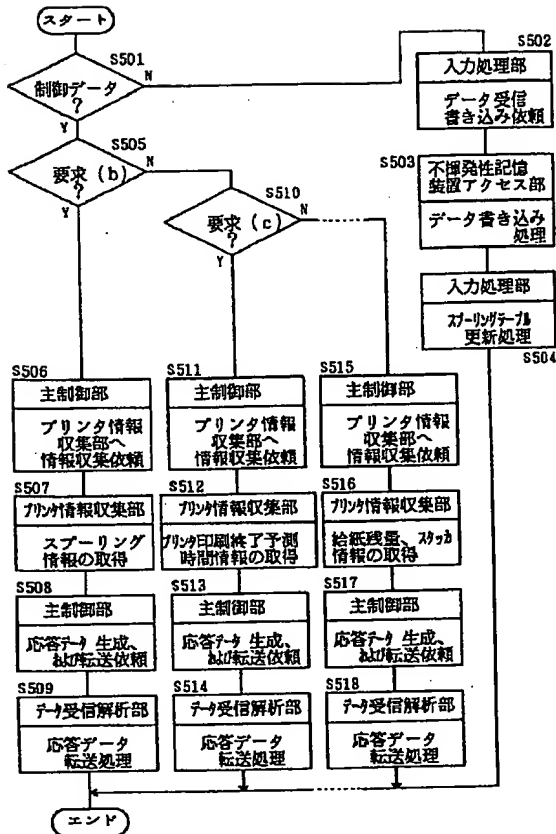 スタート
S501
制御データ
?
N
Y
S502
入力処理部
データ受信
書き込み依頼
S503
不揮発性記憶
装置アクセス部
データ書き込み
処理
入力処理部
スプーリングテーブル
更新処理
S504
S505
要求(b)
?
N
Y
S510
要求(c)
?
N
Y
S506
主制御部
プリンタ情報
収集部へ
情報収集依頼
S507
プリンタ情報収集部
スプーリング
情報の取得
S508
主制御部
応答データ 生成、
および転送依頼
S509
データ受信解析部
応答データ
転送処理
S511
主制御部
プリンタ情報
収集部へ
情報収集依頼
S512
プリンタ情報収集部
プリンタ印刷終了予測
時間情報の取得
S513
主制御部
応答データ 生成、
および転送依頼
S514
データ受信解析部
応答データ
転送処理
S515
主制御部
プリンタ情報
収集部へ
情報収集依頼
S516
プリンタ情報収集部
給紙残量、スタッカ
情報の取得
S517
主制御部
応答データ 生成、
および転送依頼
S518
データ受信解析部
応答データ
転送処理
エンド